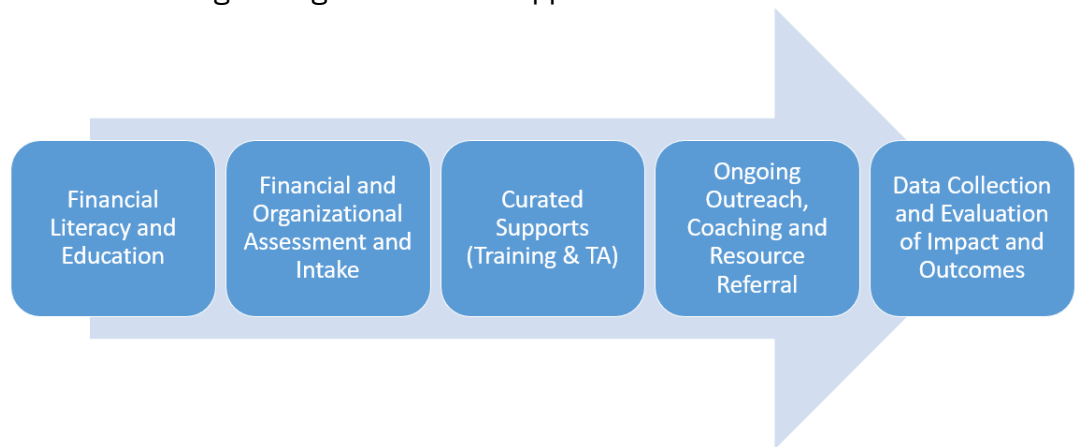 Financial
Literacy and
Education
Financial and
Organizational
Assessment and
Intake
Curated
Supports
(Training & TA)
Ongoing
Outreach,
Coaching and
Resource
Referral
Data Collection
and Evaluation
of Impact and
Outcomes